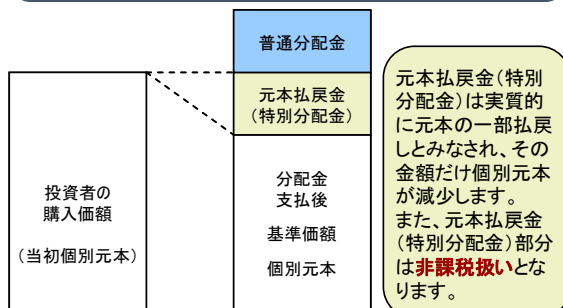 普通分配金
元本払戻金
(特別分配金)
投資者の
購入価額
(当初個別元本)
分配金
支払後
基準価額
個別元本
元本払戻金(特別
分配金)は実質的
に元本の一部払戻
しとみなされ、その
金額だけ個別元本
が減少します。
また、元本払戻金
(特別分配金)部分
は非課税扱いとな
ります。